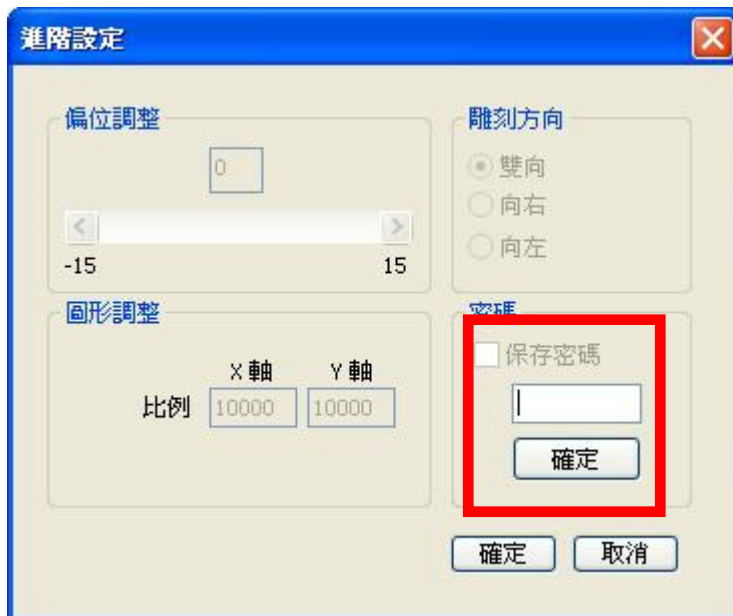 進階設定
偏位調整
0
-15
15
雕刻方向
雙向
向右
向左
圖形調整
X 軸
Y 軸
比例
10000
10000
密碼
保存密碼
確定
確定
取消